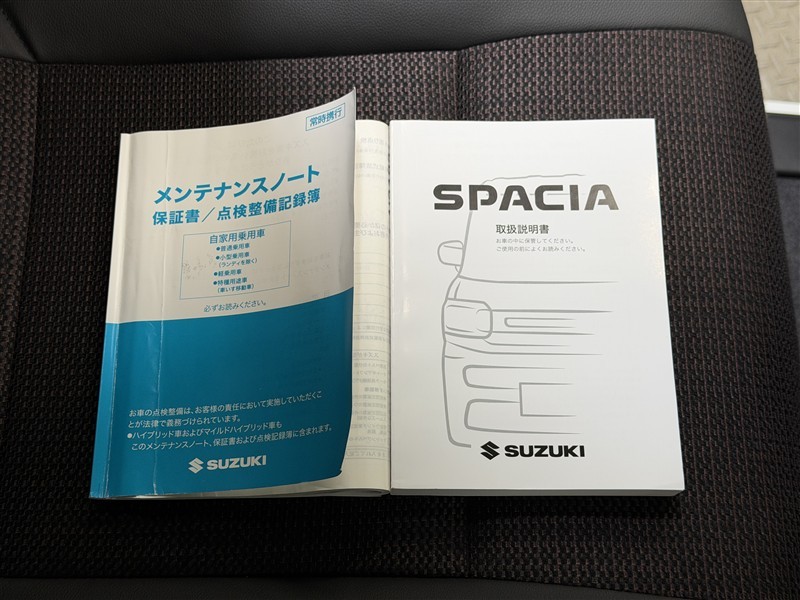 常時携行
メンテナンスノート
保証書／点検整備記録簿
自家用乗用車
●普通乗用車
●小型乗用車
（ランディを除く）
●軽乗用車
●特種用途車
（車いす移動車）
必ずお読みください。
お車の点検整備は、お客様の責任において実施していただくこ
とが法律で義務づけられています。
●ハイブリッド車およびマイルドハイブリッド車も
このメンテナンスノート、保証書および点検記録簿に含まれます。
SUZUKI
SPACIA
取扱説明書
お車の中に保管してください。
ご使用の前によくお読みください。
SUZUKI